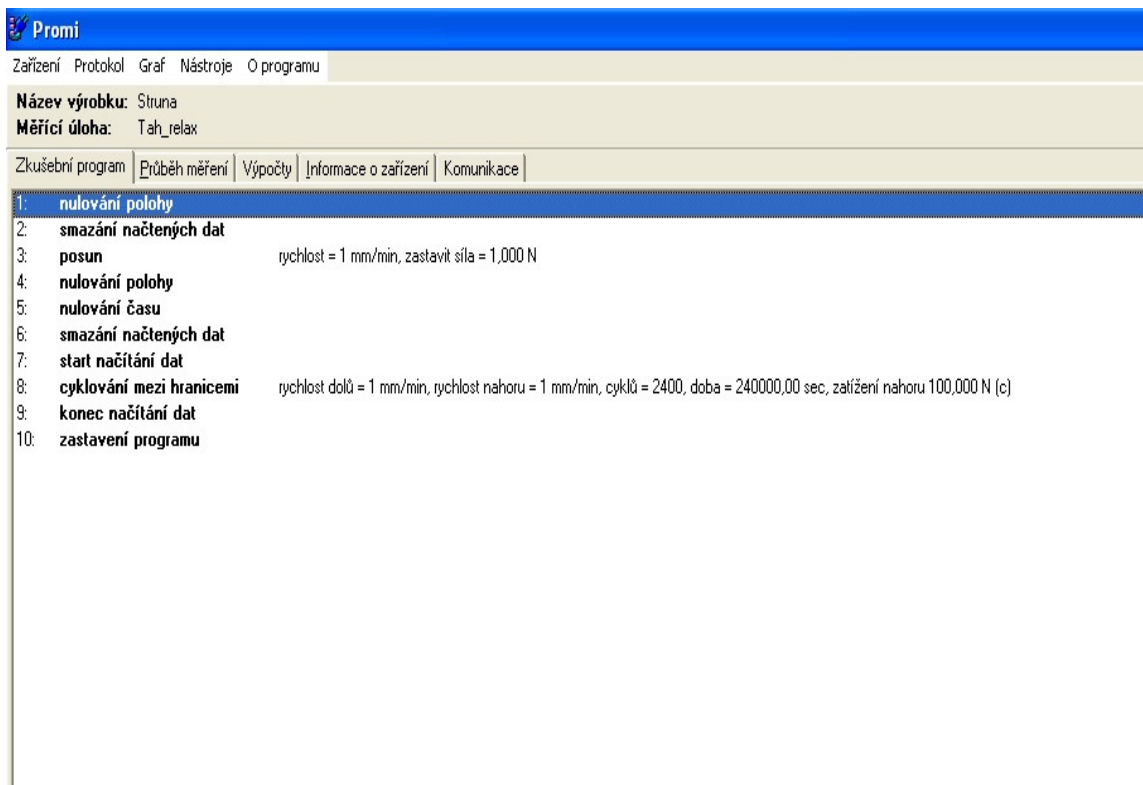 Promi
Zařízení Protokol Graf Nástroje O programu
Název výrobku: Struna
Měřící úloha: Tah_relax
Zkušební program Průběh měření Výpočty Informace o zařízení Komunikace
1: nulování polohy
2: smazání načtených dat
3: posun rychlost = 1 mm/min, zastavit síla = 1,000 N
4: nulování polohy
5: nulování času
6: smazání načtených dat
7: start načítání dat
8: cyklování mezi hranicemi rychlost dolů = 1 mm/min, rychlost nahoru = 1 mm/min, cyklů = 2400, doba = 240000,00 sec, zatížení nahoru 100,000 N (c)
9: konec načítání dat
10: zastavení programu